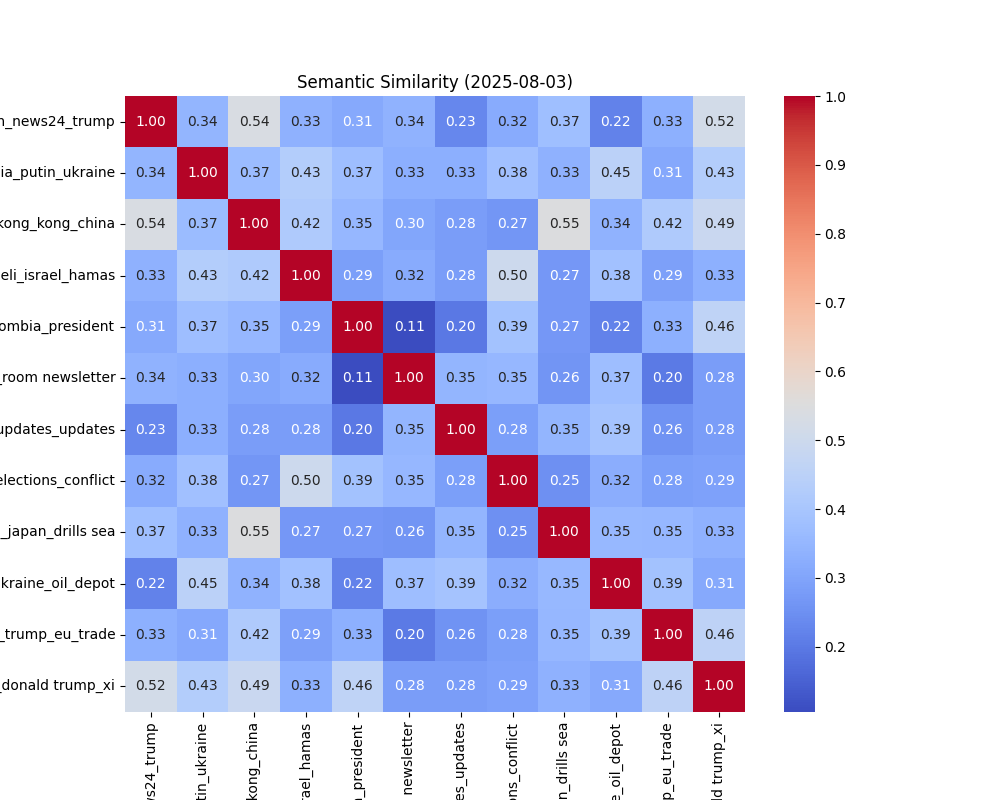 Semantic Similarity (2025-08-03)
n_news24_trump 1.00 0.34 0.54 0.33 0.31 0.34 0.23 0.32 0.37 0.22 0.33 0.52
ia_putin_ukraine 0.34 1.00 0.37 0.43 0.37 0.33 0.33 0.38 0.33 0.45 0.31 0.43
kong_kong_china 0.54 0.37 1.00 0.42 0.35 0.30 0.28 0.27 0.55 0.34 0.42 0.49
eli_israel_hamas 0.33 0.43 0.42 1.00 0.29 0.32 0.28 0.50 0.27 0.38 0.29 0.33
ombia_president 0.31 0.37 0.35 0.29 1.00 0.11 0.20 0.39 0.27 0.22 0.33 0.46
_room newsletter 0.34 0.33 0.30 0.32 0.11 1.00 0.35 0.35 0.26 0.37 0.20 0.28
updates_updates 0.23 0.33 0.28 0.28 0.20 0.35 1.00 0.28 0.35 0.39 0.26 0.28
elections_conflict 0.32 0.38 0.27 0.50 0.39 0.35 0.28 1.00 0.25 0.32 0.28 0.29
_japan_drills sea 0.37 0.33 0.55 0.27 0.27 0.26 0.35 0.25 1.00 0.35 0.35 0.33
kraine_oil_depot 0.22 0.45 0.34 0.38 0.22 0.37 0.39 0.32 0.35 1.00 0.39 0.31
_trump_eu_trade 0.33 0.31 0.42 0.29 0.33 0.20 0.26 0.28 0.35 0.39 1.00 0.46
_donald trump_xi 0.52 0.43 0.49 0.33 0.46 0.28 0.28 0.29 0.33 0.31 0.46 1.00
ws24_trump
tin_ukraine
kong_china
rael_hamas
n_president
newsletter
es_updates
ons_conflict
n_drills sea
e_oil_depot
p_eu_trade
ld trump_xi
1.0
0.9
0.8
0.7
0.6
0.5
0.4
0.3
0.2